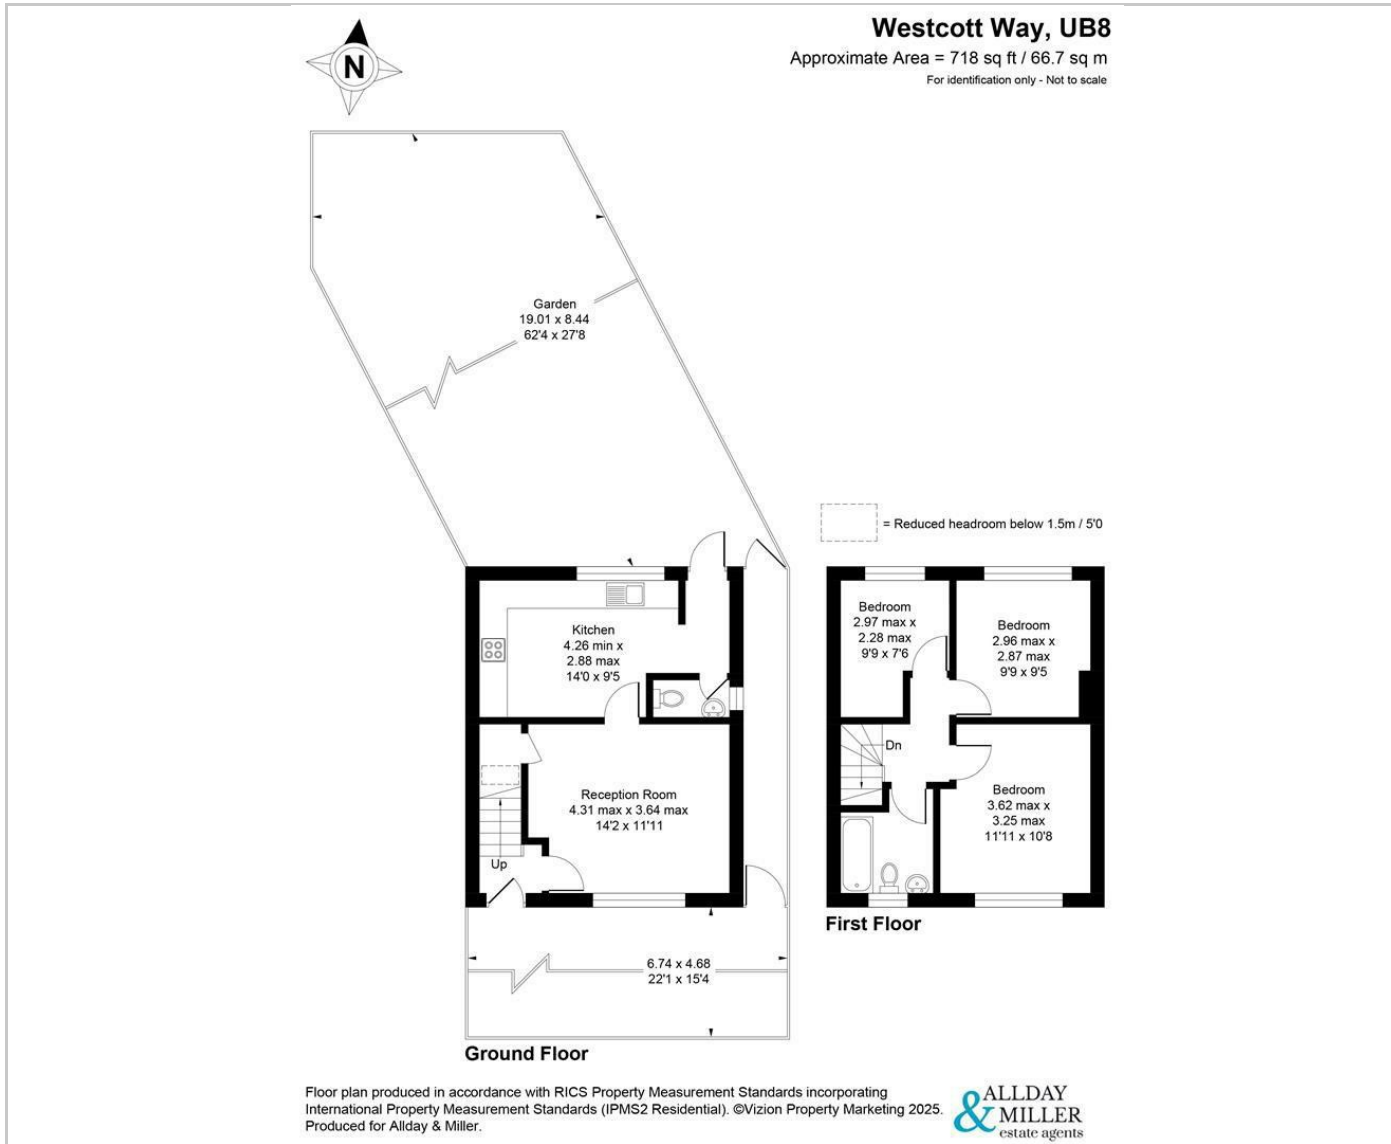 Westcott Way, UB8
Approximate Area = 718 sq ft / 66.7 sq m
For identification only - Not to scale
N
Garden
19.01 x 8.44
62'4 x 27'8
= Reduced headroom below 1.5m / 5'0
Kitchen
4.26 min x
2.88 max
14'0 x 9'5
Reception Room
4.31 max x 3.64 max
14'2 x 11'11
Up
6.74 x 4.68
22'1 x 15'4
Ground Floor
Bedroom
2.97 max x
2.28 max
9'9 x 7'6
Bedroom
2.96 max x
2.87 max
9'9 x 9'5
Dn
Bedroom
3.62 max x
3.25 max
11'11 x 10'8
First Floor
Floor plan produced in accordance with RICS Property Measurement Standards incorporating
International Property Measurement Standards (IPMS2 Residential). ©Vizion Property Marketing 2025.
Produced for Allday & Miller.
ALLDAY
& MILLER
estate agents